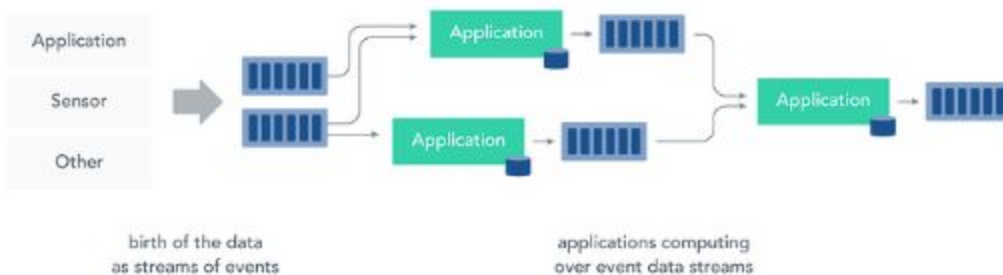 Application
Sensor
Other
Application
Application
Application
birth of the data
as streams of events
applications computing
over event data streams